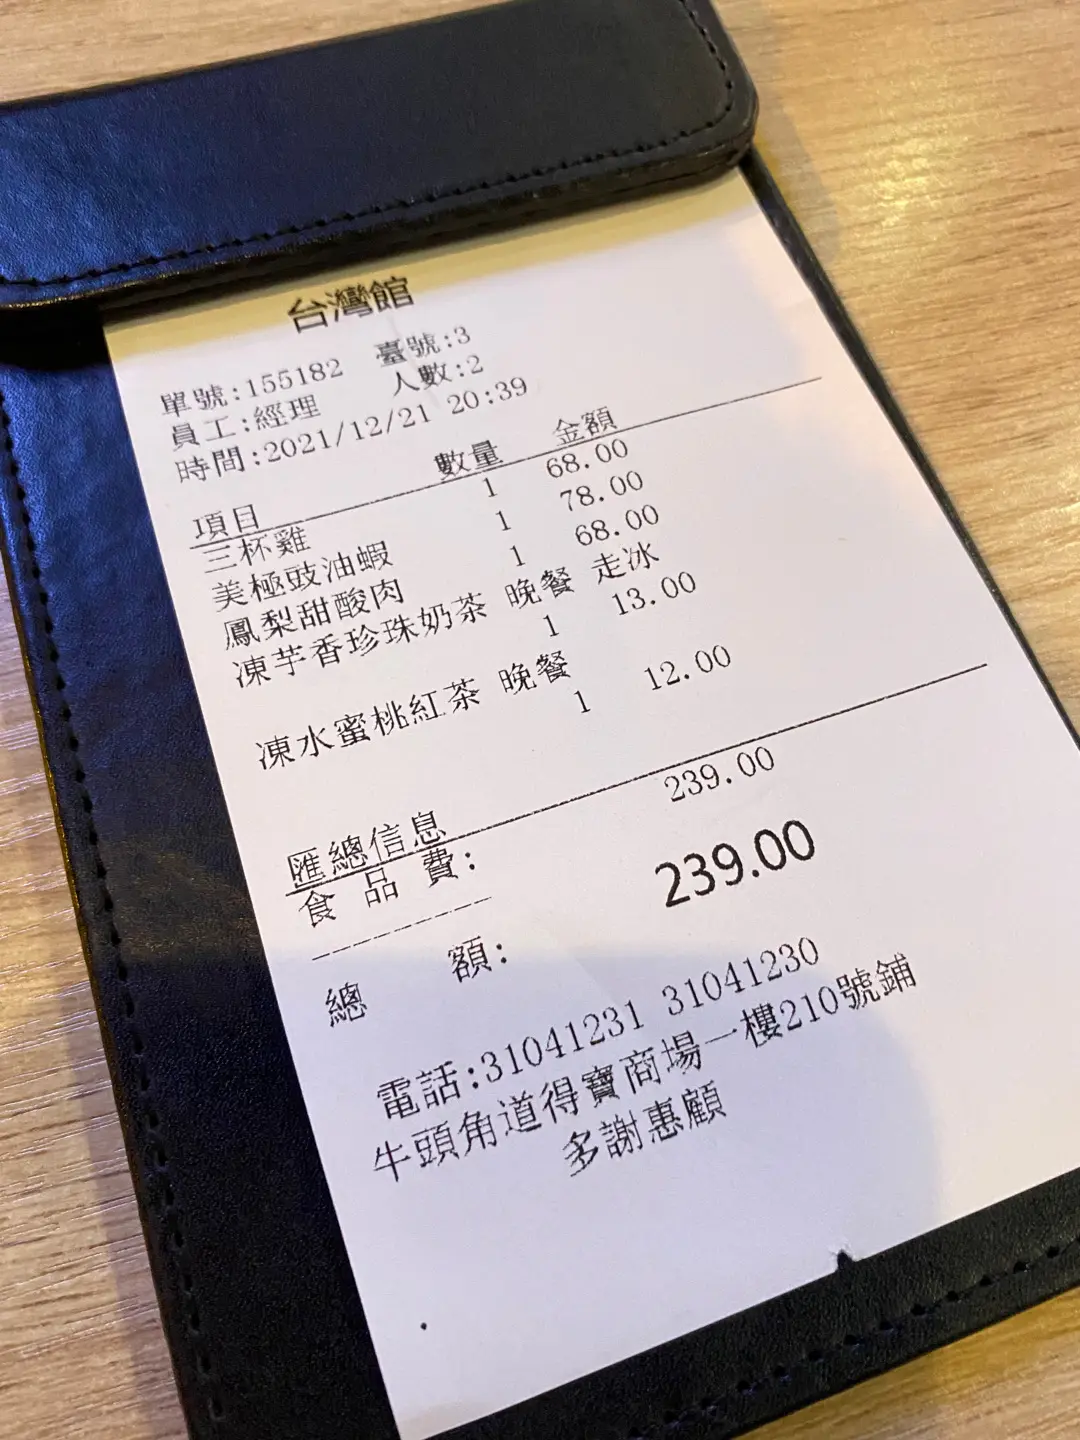 台灣館
單號:155182 臺號:3
員工:經理 人數:2
時間:2021/12/21 20:39
項目 數量 金額
三杯雞 1 68.00
美極豉油蝦 1 78.00
鳳梨甜酸肉 1 68.00
凍芋香珍珠奶茶 晚餐 走冰
1 13.00
凍水蜜桃紅茶 晚餐
1 12.00
匯總信息
食品費: 239.00
總額: 239.00
電話:31041231 31041230
牛頭角道得寶商場一樓210號鋪
多謝惠顧